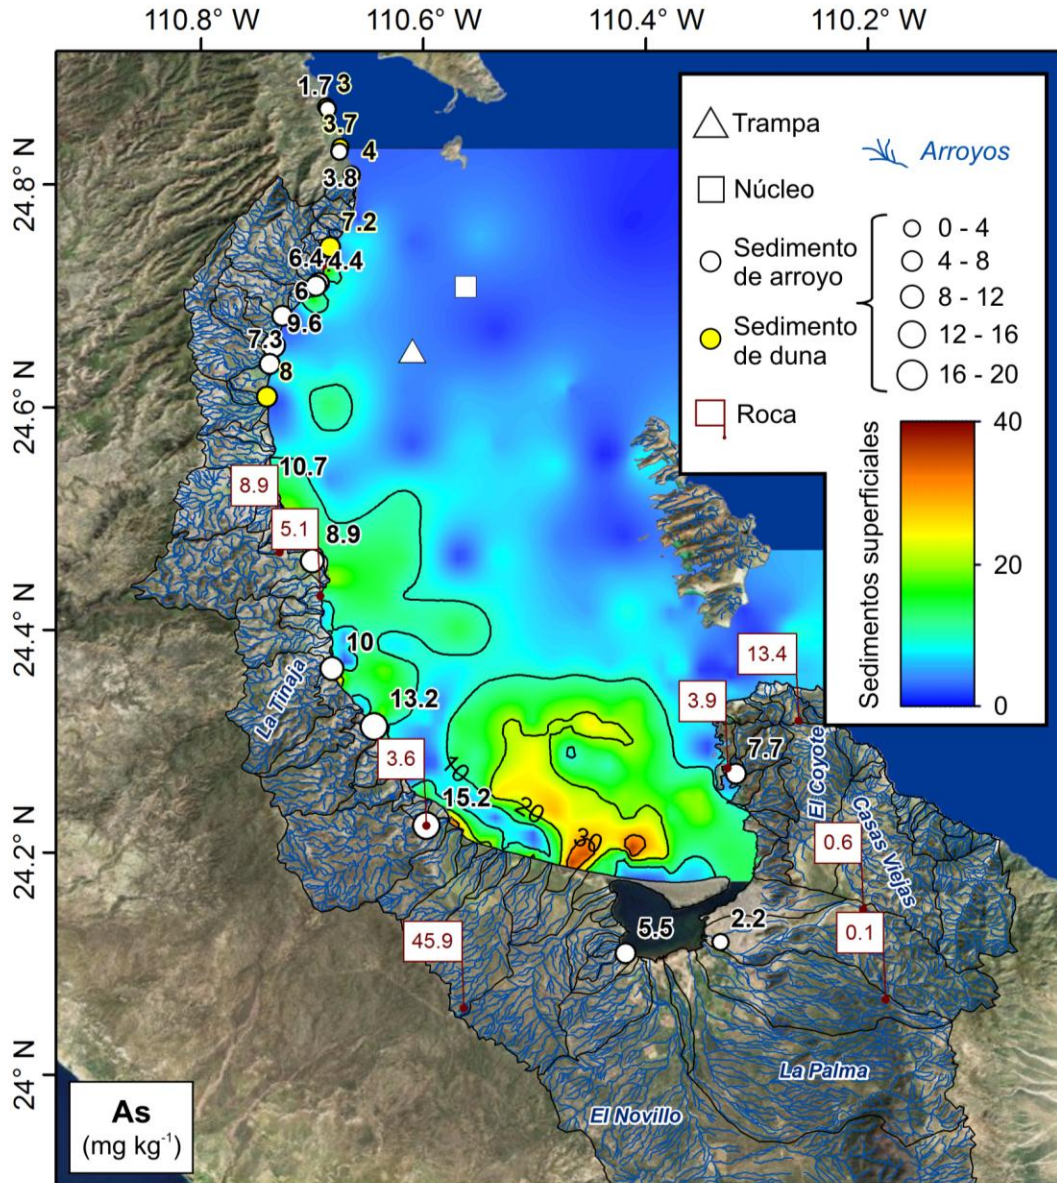 110.8° W
110.6° W
110.4° W
110.2° W
24.8° N
24.6° N
24.4° N
24.2° N
24° N
1.7
3
3.7
4
3.8
7.2
6.4
4.4
6
9.6
7.3
8
10.7
8.9
5.1
8.9
10
13.2
3.6
15.2
10
20
30
13.4
3.9
7.7
0.6
0.1
45.9
5.5
2.2
La Tinaja
El Coyote
Casas Viejas
La Palma
El Novillo
Trampa
Núcleo
Sedimento
de arroyo
Sedimento
de duna
Roca
Arroyos
0 - 4
4 - 8
8 - 12
12 - 16
16 - 20
Sedimentos superficiales
40
20
0
As
(mg kg⁻¹)